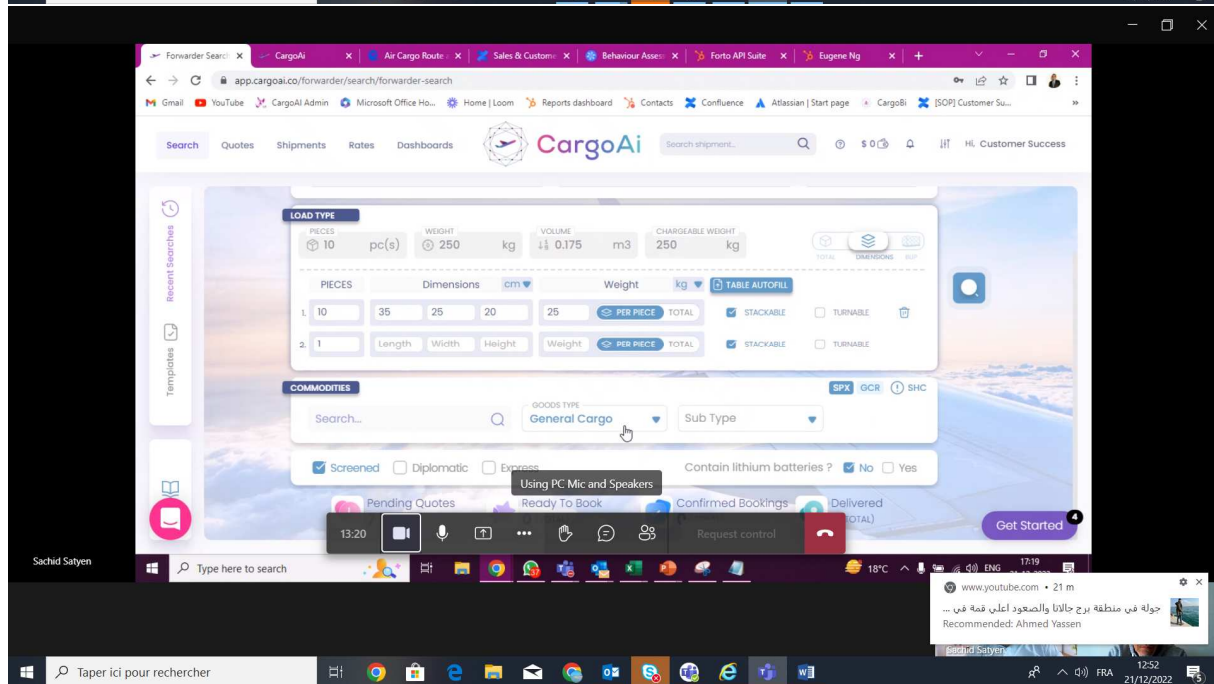 Forwarder Searc
CargoAi
Air Cargo Route
Sales & Custome
Behaviour Asses
Forto API Suite
Eugene Ng
app.cargoai.co/forwarder/search/forwarder-search
Gmail
YouTube
CargoAI Admin
Microsoft Office Ho...
Home | Loom
Reports dashboard
Contacts
Confluence
Atlassian | Start page
CargoBi
[SOP] Customer Su...
Search
Quotes
Shipments
Rates
Dashboards
CargoAi
Search shipment...
$ 0
Hi, Customer Success
Recent Searches
Templates
LOAD TYPE
PIECES
10 pc(s)
WEIGHT
250 kg
VOLUME
0.175 m3
CHARGEABLE WEIGHT
250 kg
TOTAL
DIMENSIONS
PIECES Dimensions cm Weight kg TABLE AUTOFILL
1. 10 35 25 20 25 PER PIECE TOTAL STACKABLE TURNABLE
2. 1 Length Width Height Weight PER PIECE TOTAL STACKABLE TURNABLE
COMMODITIES
SPX GCR SHC
Search...
GOODS TYPE
General Cargo
Sub Type
Screened Diplomatic Express
Contain lithium batteries ? No Yes
Using PC Mic and Speakers
Pending Quotes
Ready To Book
Confirmed Bookings
Delivered
13:20
Request control
Get Started
4
Sachid Satyen
Type here to search
18°C
ENG
17:19
www.youtube.com • 21 m
جولة في منطقة برج جالاتا والصعود اعلي قمة في ...
Recommended: Ahmed Yassen
Sachid Satyen
Taper ici pour rechercher
FRA
12:52
21/12/2022